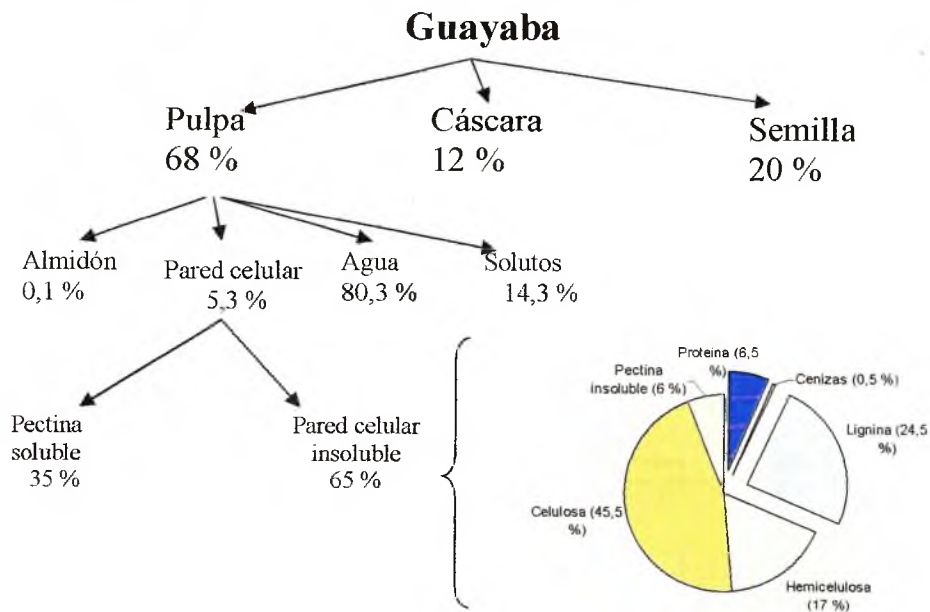 Guayaba
Pulpa
68 %
Cáscara
12 %
Semilla
20 %
Almidón
0,1 %
Pared celular
5,3 %
Agua
80,3 %
Solutos
14,3 %
Pectina
soluble
35 %
Pared celular
insoluble
65 %
Proteina (6,5
%)
Pectina
insoluble (6 %)
Cenizas (0,5 %)
Lignina (24,5
%)
Celulosa (45,5
%)
Hemicelulosa
(17 %)